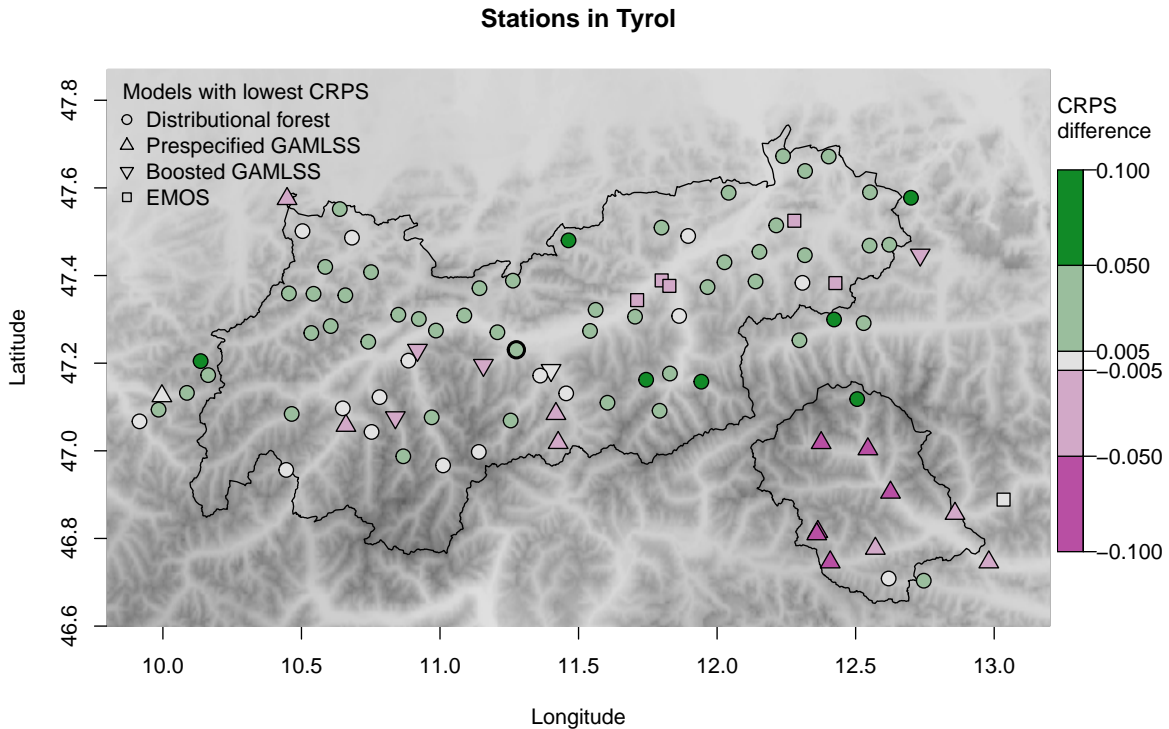 Stations in Tyrol
Models with lowest CRPS
Distributional forest
Prespecified GAMLSS
Boosted GAMLSS
EMOS
Latitude
47.8
47.6
47.4
47.2
47.0
46.8
46.6
10.0 10.5 11.0 11.5 12.0 12.5 13.0
Longitude
CRPS
difference
0.100
0.050
0.005
−0.005
−0.050
−0.100